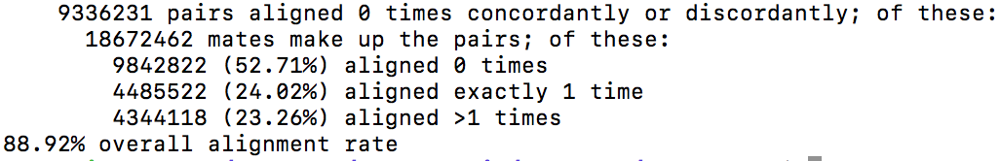 9336231 pairs aligned 0 times concordantly or discordantly; of these:
18672462 mates make up the pairs; of these:
9842822 (52.71%) aligned 0 times
4485522 (24.02%) aligned exactly 1 time
4344118 (23.26%) aligned >1 times
88.92% overall alignment rate